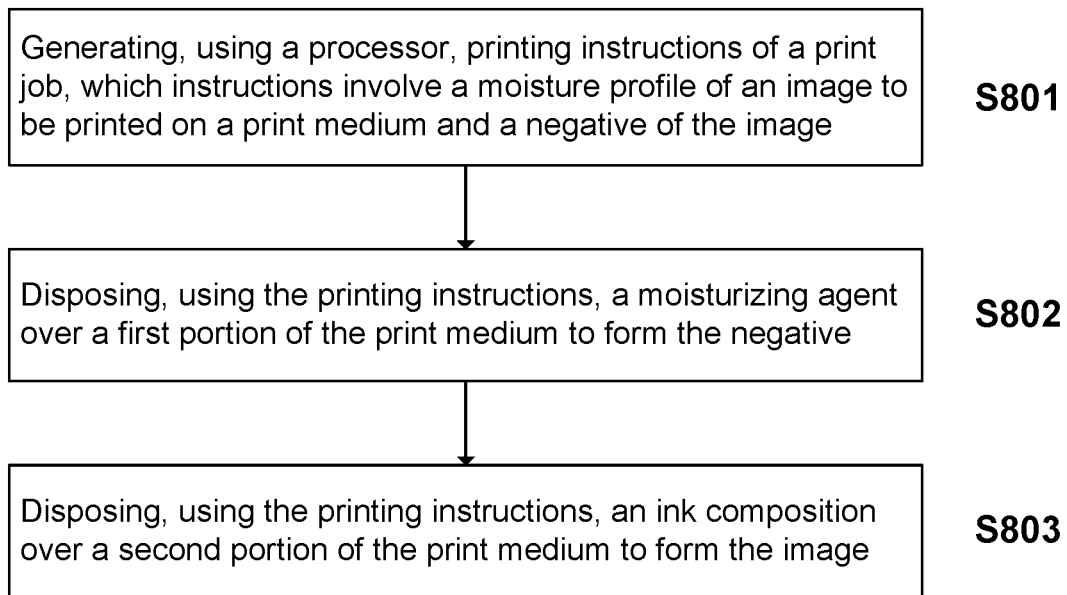 Generating, using a processor, printing instructions of a print
job, which instructions involve a moisture profile of an image to
be printed on a print medium and a negative of the image
S801
Disposing, using the printing instructions, a moisturizing agent
over a first portion of the print medium to form the negative
S802
Disposing, using the printing instructions, an ink composition
over a second portion of the print medium to form the image
S803